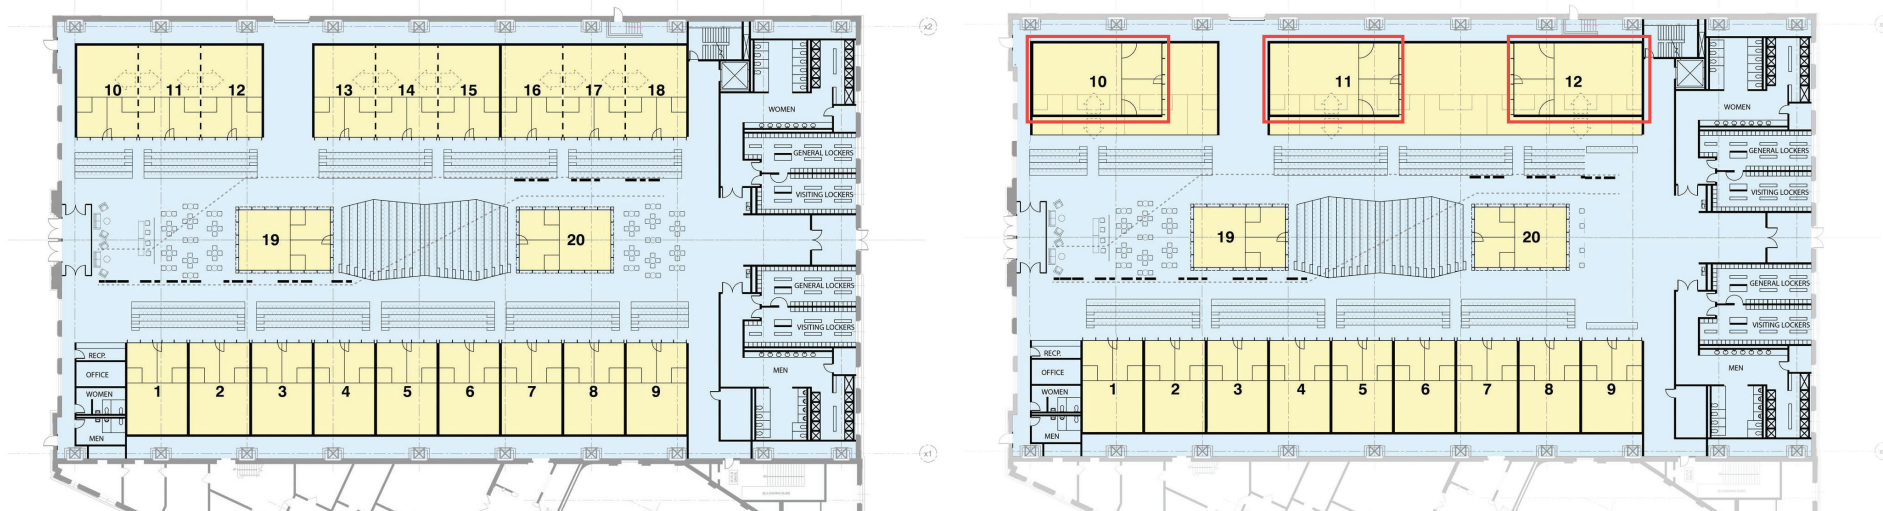 x2
10 11 12 13 14 15 16 17 18
WOMEN
GENERAL LOCKERS
VISITING LOCKERS
19 20
GENERAL LOCKERS
VISITING LOCKERS
RECP.
OFFICE
WOMEN
MEN
1 2 3 4 5 6 7 8 9
MEN
x1
10 11 12
WOMEN
GENERAL LOCKERS
VISITING LOCKERS
19 20
GENERAL LOCKERS
VISITING LOCKERS
RECP.
OFFICE
WOMEN
MEN
1 2 3 4 5 6 7 8 9
MEN